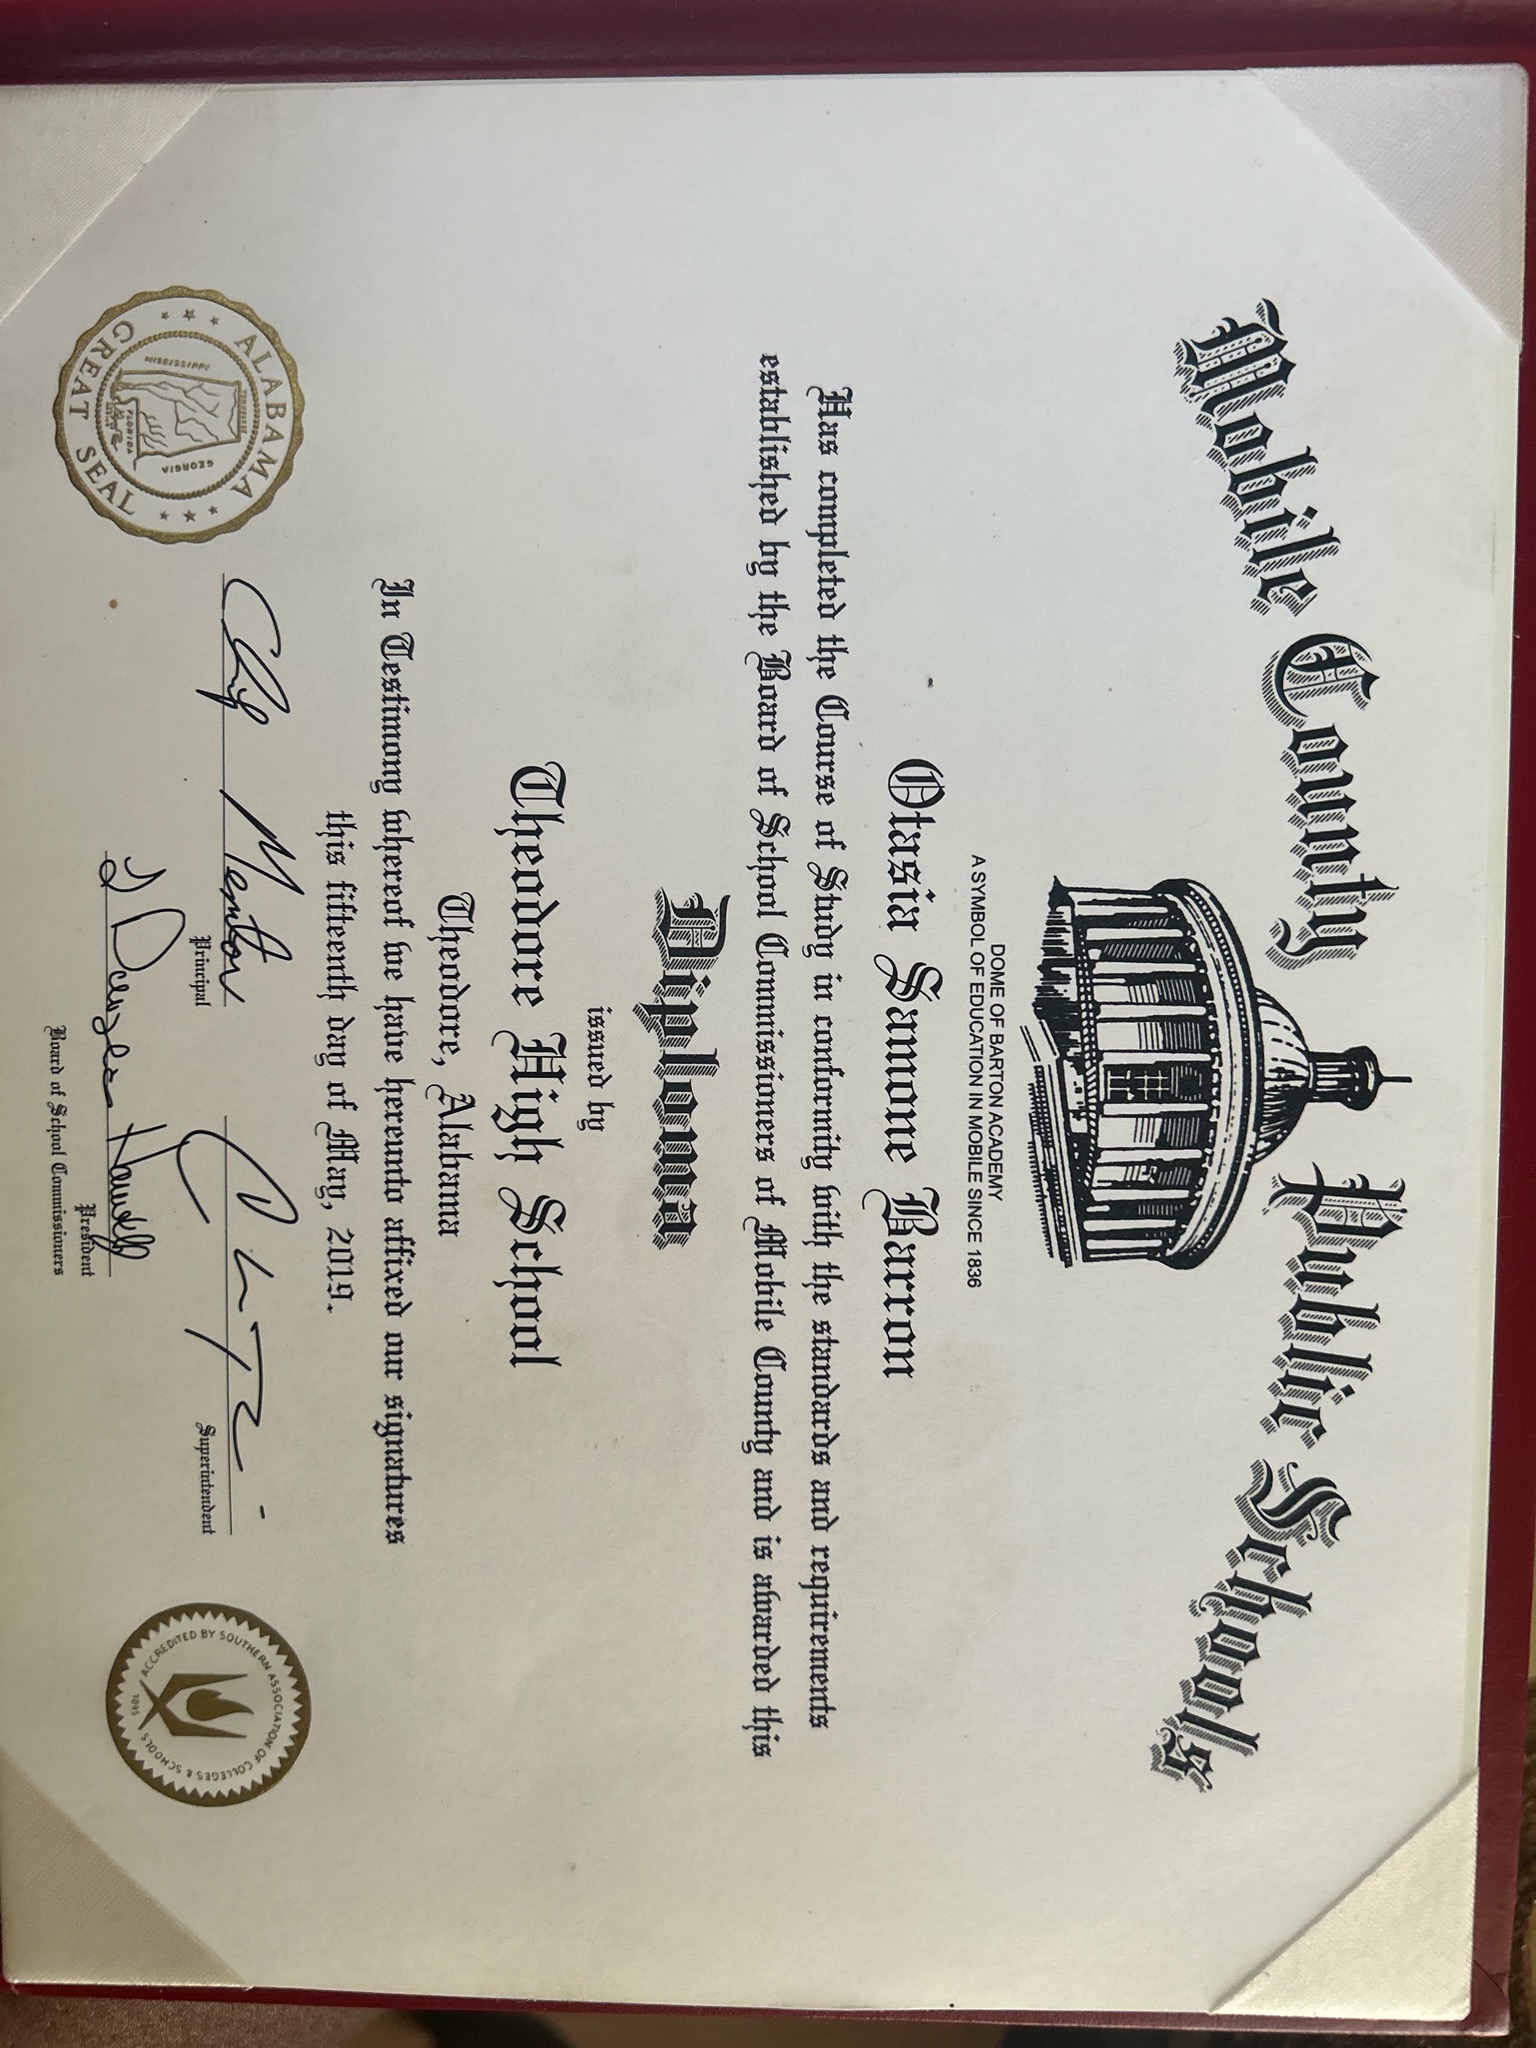 Mobile County Public Schools
DOME OF BARTON ACADEMY
A SYMBOL OF EDUCATION IN MOBILE SINCE 1836
Otasia Samone Barron
Has completed the Course of Study in conformity with the standards and requirements
established by the Board of School Commissioners of Mobile County and is awarded this
Diploma
issued by
Theodore High School
Theodore, Alabama
In Testimony whereof we have hereunto affixed our signatures
this fifteenth day of May, 2019.
ALABAMA
GREAT SEAL
TENNESSEE
MISSISSIPPI
GEORGIA
FLORIDA
Principal
Superintendent
President
Board of School Commissioners
ACCREDITED BY SOUTHERN ASSOCIATION OF COLLEGES & SCHOOLS
1895